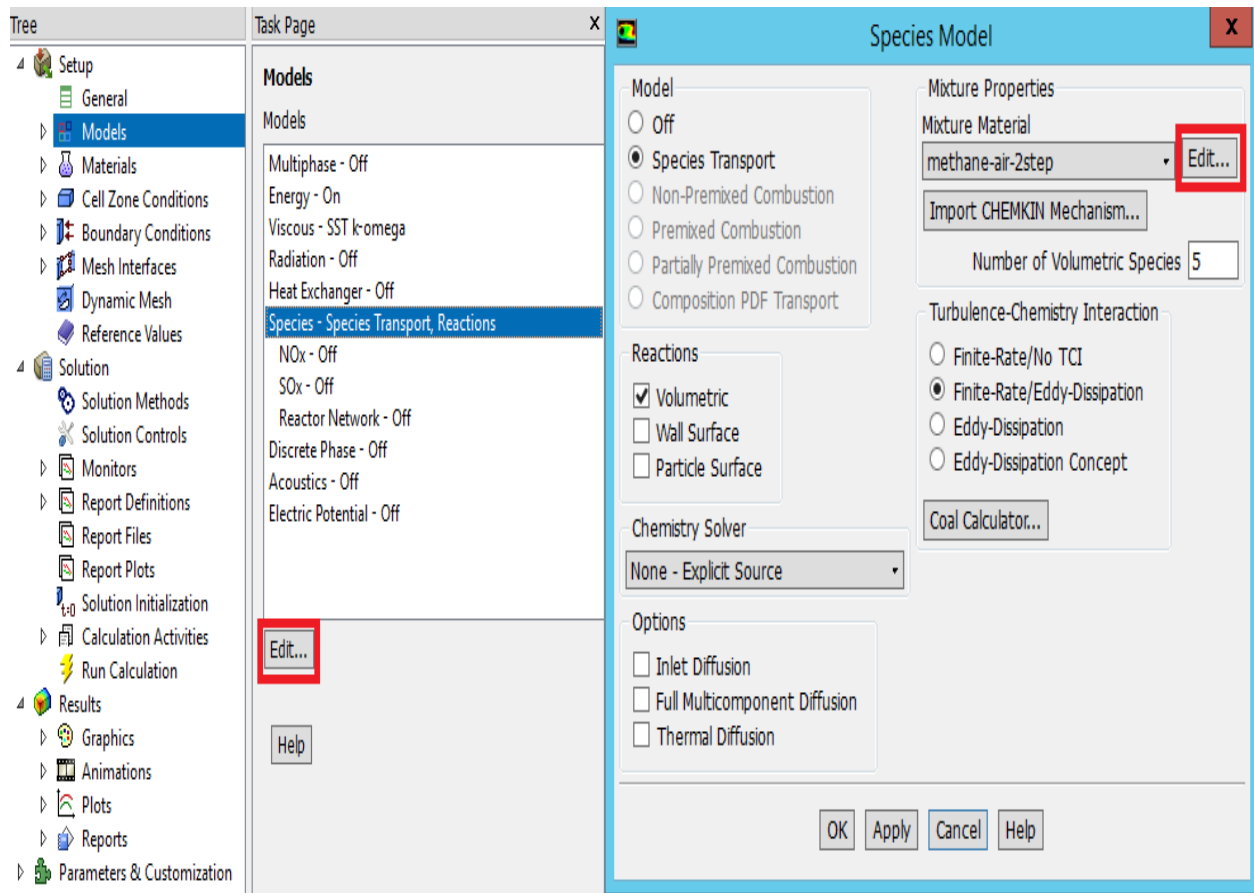 Tree
Setup
General
Models
Materials
Cell Zone Conditions
Boundary Conditions
Mesh Interfaces
Dynamic Mesh
Reference Values
Solution
Solution Methods
Solution Controls
Monitors
Report Definitions
Report Files
Report Plots
t=0 Solution Initialization
Calculation Activities
Run Calculation
Results
Graphics
Animations
Plots
Reports
Parameters & Customization
Task Page x
Models
Models
Multiphase - Off
Energy - On
Viscous - SST k-omega
Radiation - Off
Heat Exchanger - Off
Species - Species Transport, Reactions
NOx - Off
SOx - Off
Reactor Network - Off
Discrete Phase - Off
Acoustics - Off
Electric Potential - Off
Edit...
Help
Species Model x
Model
Off
Species Transport
Non-Premixed Combustion
Premixed Combustion
Partially Premixed Combustion
Composition PDF Transport
Reactions
Volumetric
Wall Surface
Particle Surface
Chemistry Solver
None - Explicit Source
Options
Inlet Diffusion
Full Multicomponent Diffusion
Thermal Diffusion
Mixture Properties
Mixture Material
methane-air-2step Edit...
Import CHEMKIN Mechanism...
Number of Volumetric Species 5
Turbulence-Chemistry Interaction
Finite-Rate/No TCI
Finite-Rate/Eddy-Dissipation
Eddy-Dissipation
Eddy-Dissipation Concept
Coal Calculator...
OK Apply Cancel Help